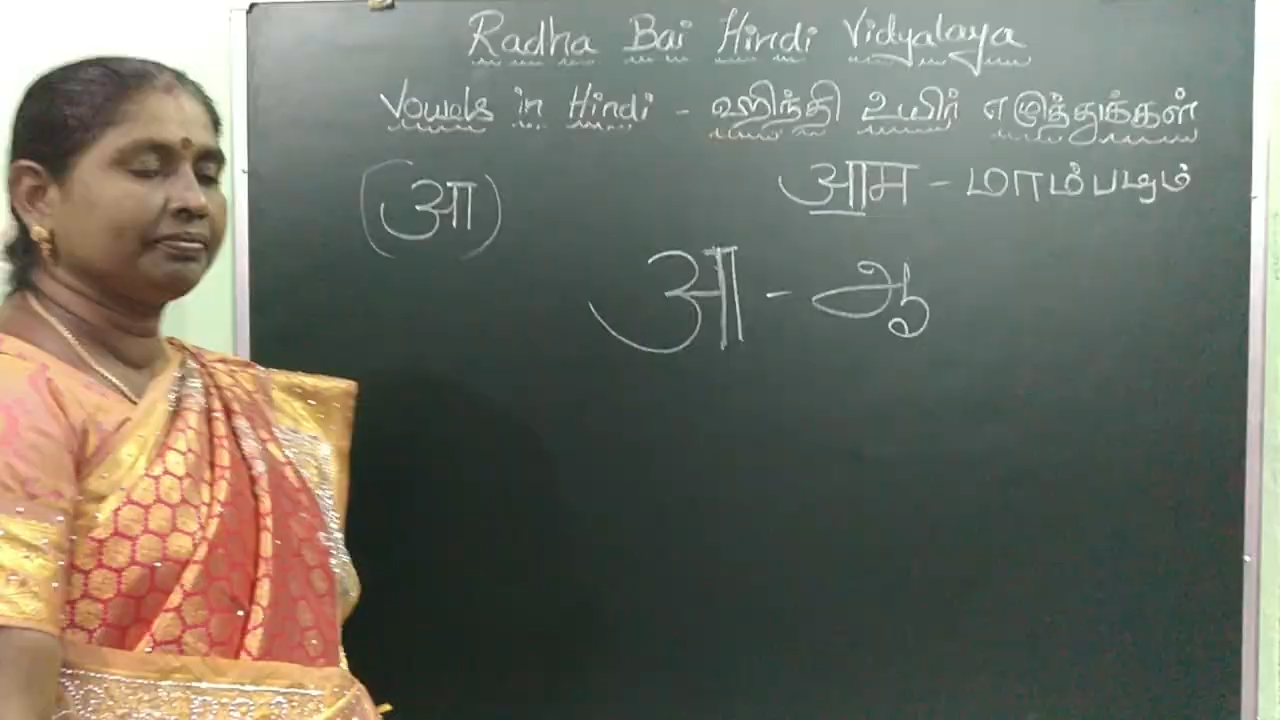 Radha Bai Hindi Vidyalaya
Vowels in Hindi - ஹிந்தி உயிர் எழுத்துக்கள்
(आ) आम - மாம்பழம்
आ - ஆ